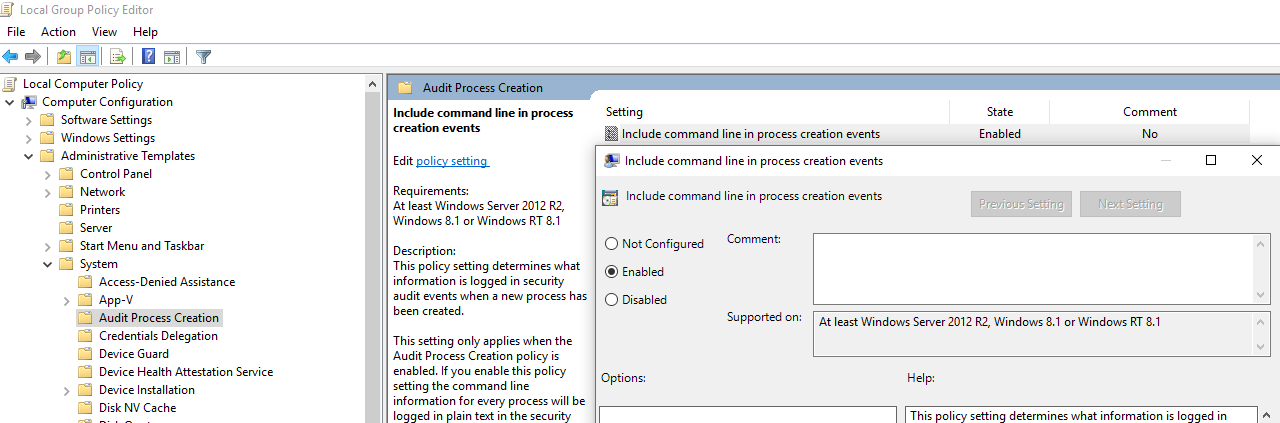 Local Group Policy Editor
File Action View Help
Local Computer Policy
Computer Configuration
Software Settings
Windows Settings
Administrative Templates
Control Panel
Network
Printers
Server
Start Menu and Taskbar
System
Access-Denied Assistance
App-V
Audit Process Creation
Credentials Delegation
Device Guard
Device Health Attestation Service
Device Installation
Disk NV Cache
Audit Process Creation
Include command line in process
creation events
Edit policy setting
Requirements:
At least Windows Server 2012 R2,
Windows 8.1 or Windows RT 8.1
Description:
This policy setting determines what
information is logged in security
audit events when a new process has
been created.
This setting only applies when the
Audit Process Creation policy is
enabled. If you enable this policy
setting the command line
information for every process will be
logged in plain text in the security
Setting State Comment
Include command line in process creation events Enabled No
Include command line in process creation events
Include command line in process creation events
Previous Setting Next Setting
Not Configured
Enabled
Disabled
Comment:
Supported on:
At least Windows Server 2012 R2, Windows 8.1 or Windows RT 8.1
Options:
Help:
This policy setting determines what information is logged in